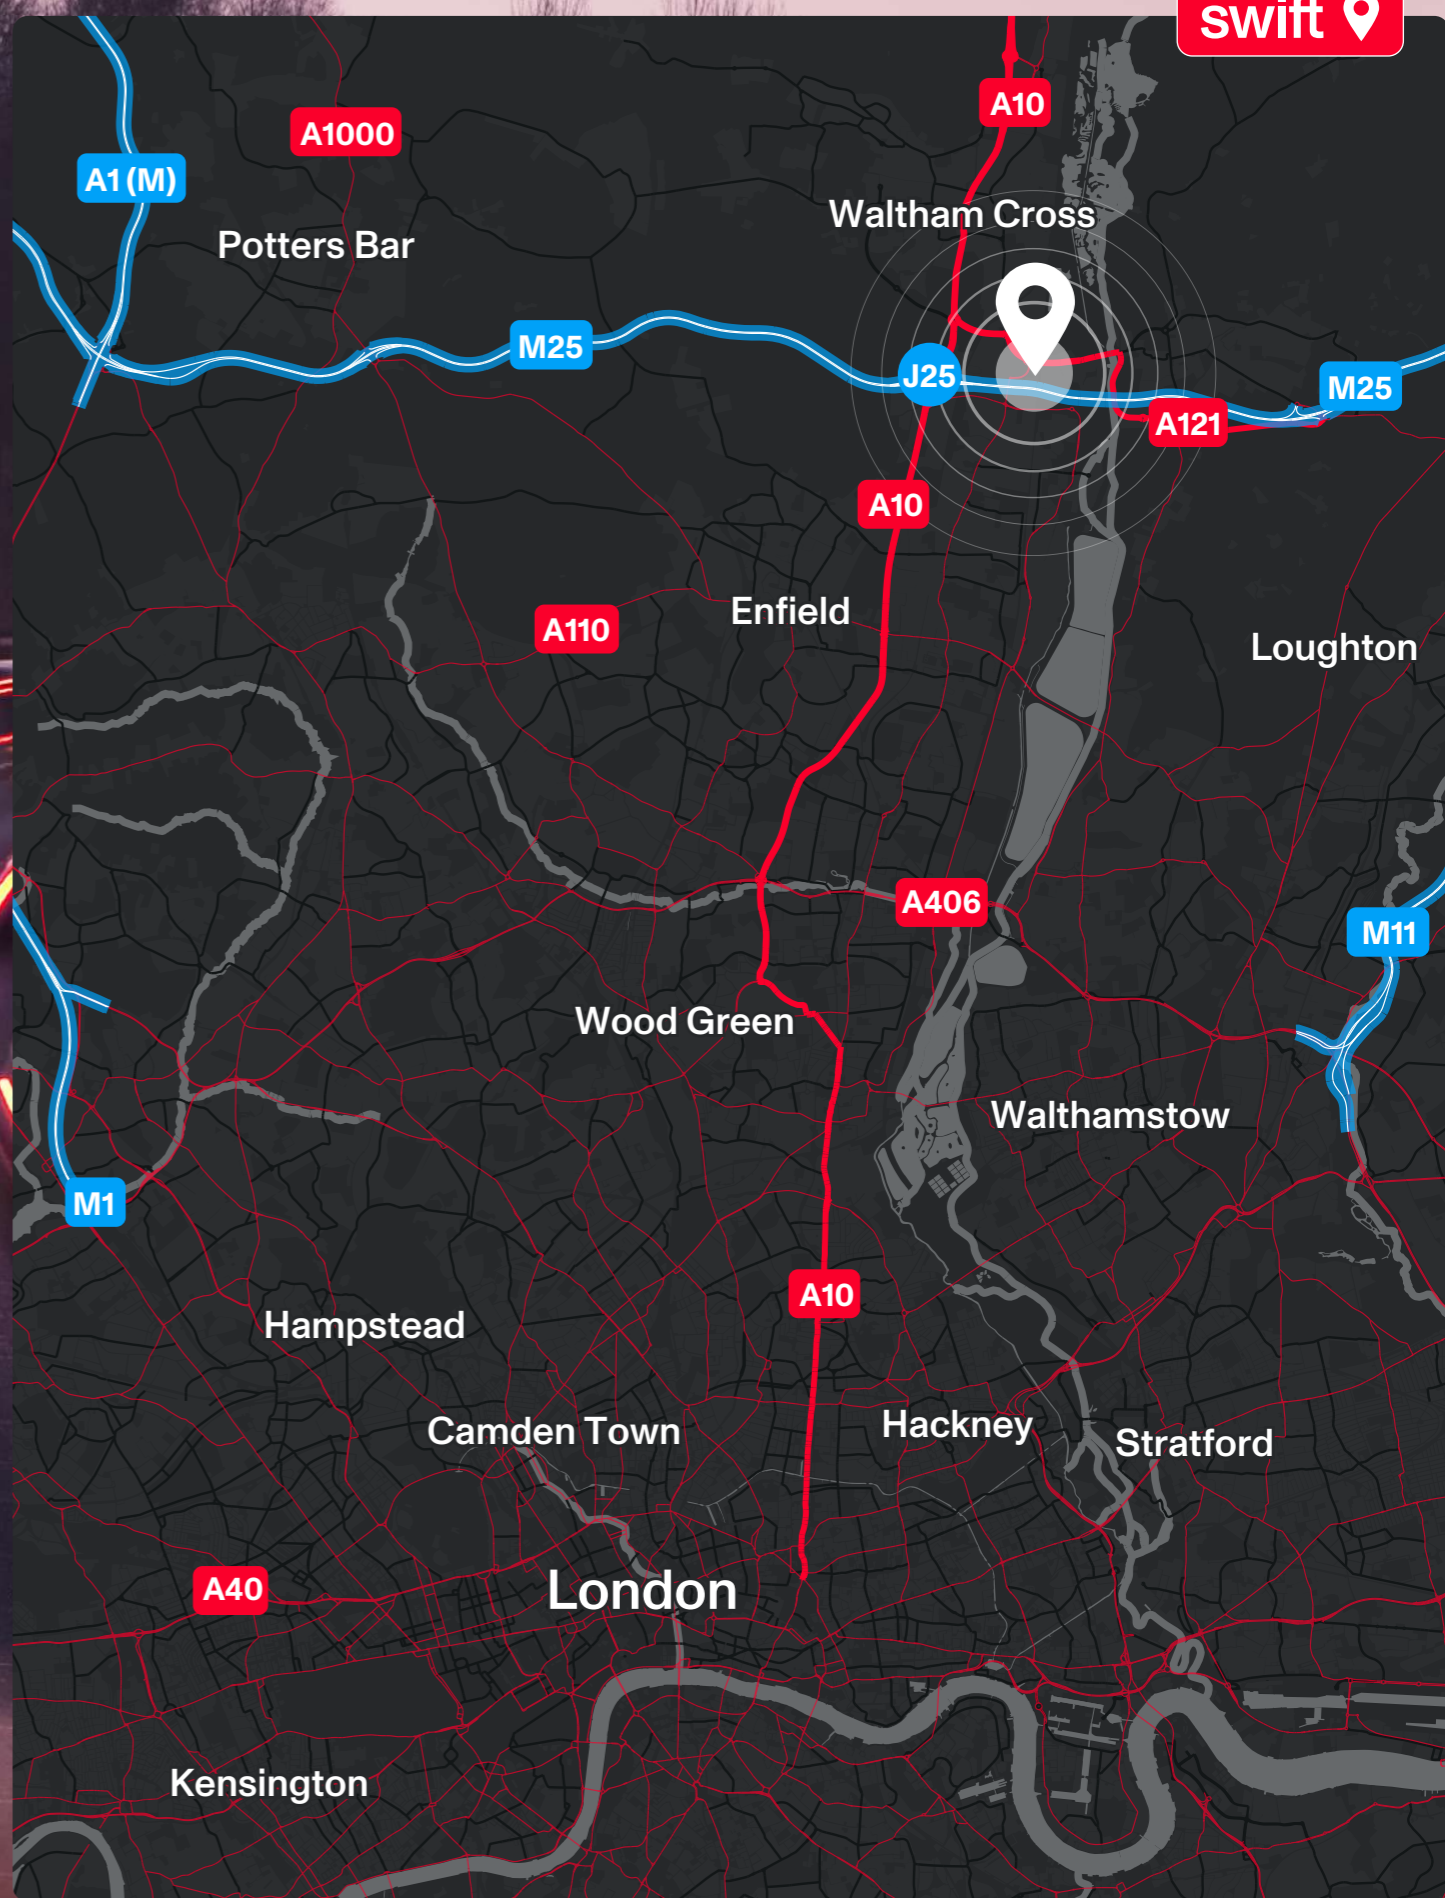 swift
A10
A1000
A1 (M)
Waltham Cross
Potters Bar
M25
J25
M25
A121
A10
Enfield
A110
Loughton
A406
M11
Wood Green
Walthamstow
M1
A10
Hampstead
Hackney
Camden Town
Stratford
A40
London
Kensington